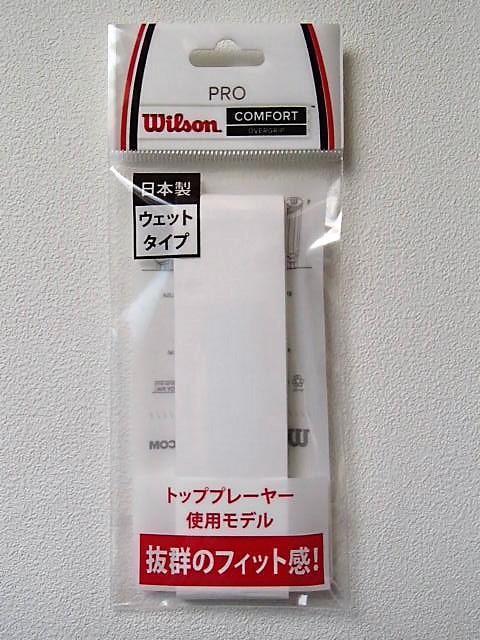 PRO
Wilson
COMFORT
OVERGRIP
日本製
ウェット
タイプ
トッププレーヤー
使用モデル
抜群のフィット感!